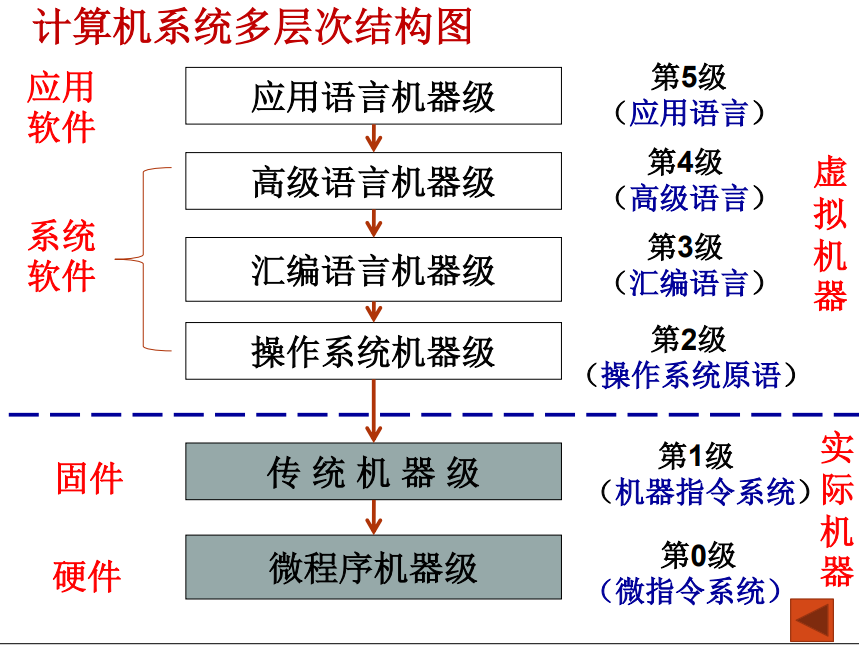 计算机系统多层次结构图
应用
软件
应用语言机器级
第5级
（应用语言）
高级语言机器级
第4级
（高级语言）
系统
软件
汇编语言机器级
第3级
（汇编语言）
操作系统机器级
第2级
（操作系统原语）
虚
拟
机
器
固件
传 统 机 器 级
第1级
（机器指令系统）
硬件
微程序机器级
第0级
（微指令系统）
实
际
机
器